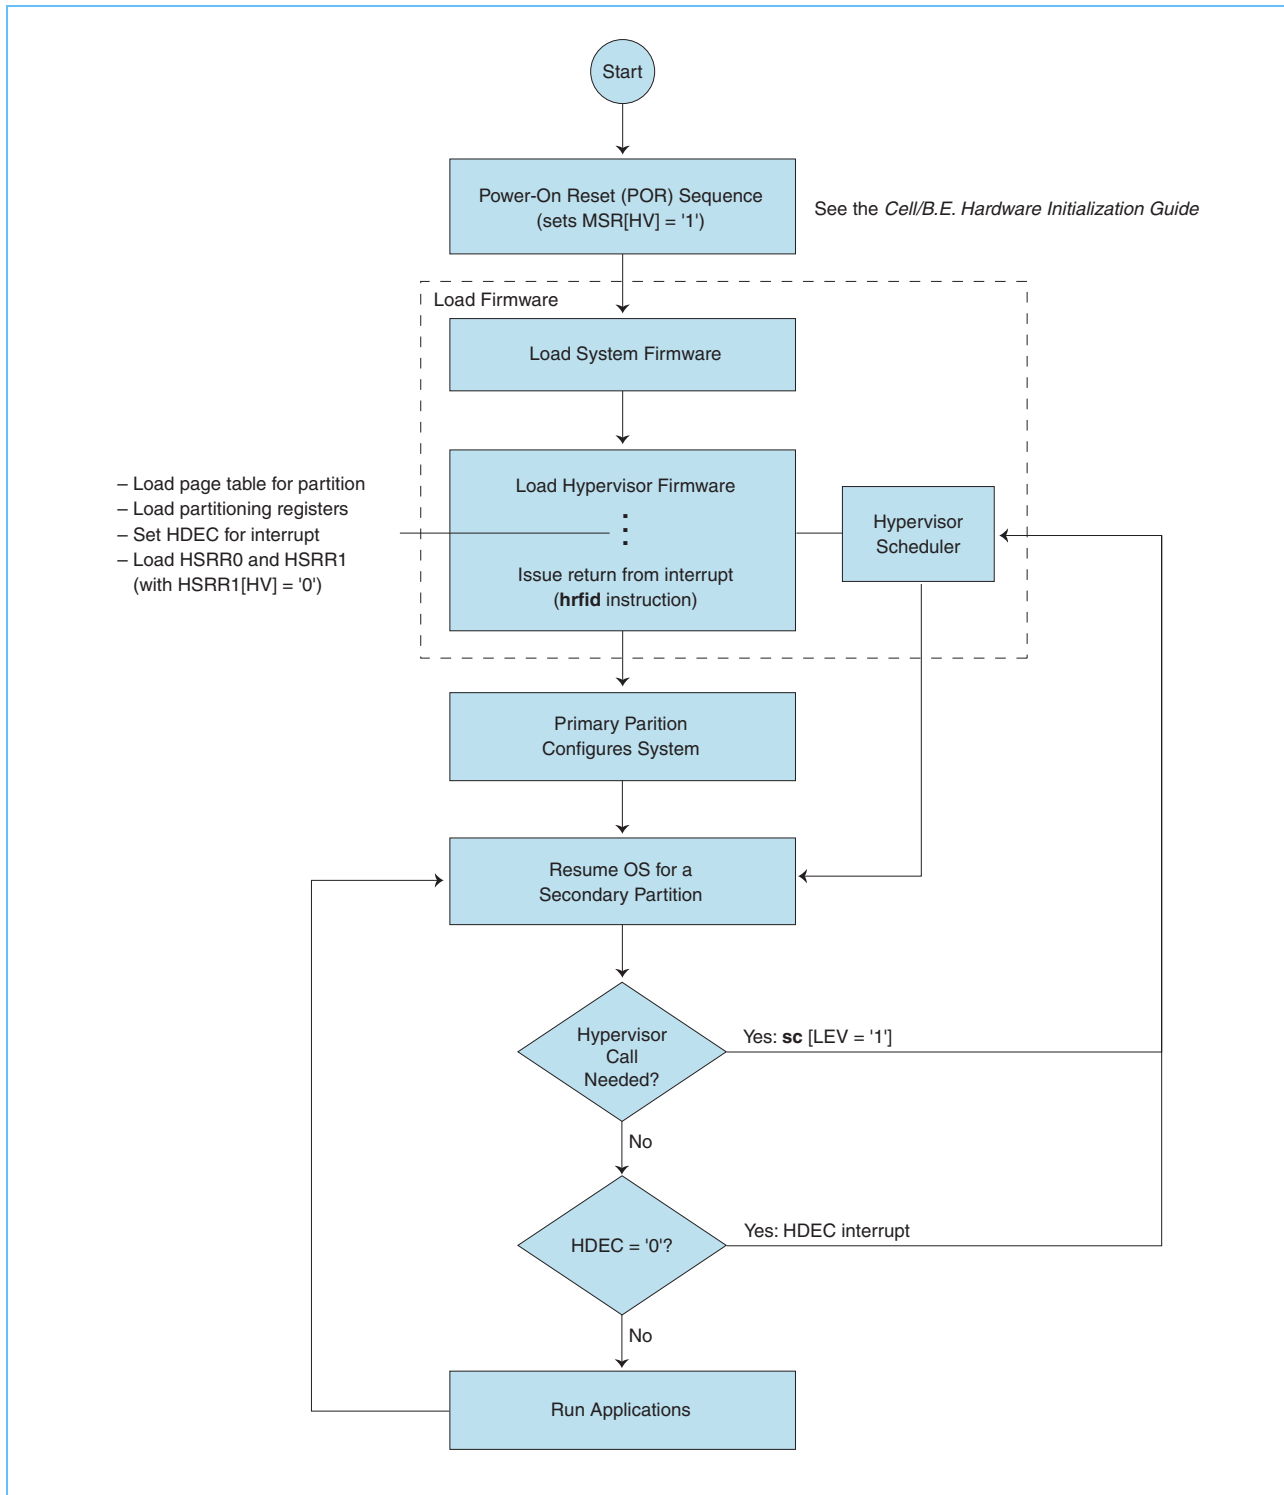 Start
Power-On Reset (POR) Sequence
(sets MSR[HV] = '1')
See the Cell/B.E. Hardware Initialization Guide
Load Firmware
Load System Firmware
– Load page table for partition
– Load partitioning registers
– Set HDEC for interrupt
– Load HSRR0 and HSRR1
(with HSRR1[HV] = '0')
Load Hypervisor Firmware
Issue return from interrupt
(hrfid instruction)
Hypervisor
Scheduler
Primary Parition
Configures System
Resume OS for a
Secondary Partition
Hypervisor
Call
Needed?
Yes: sc [LEV = '1']
No
HDEC = '0'?
Yes: HDEC interrupt
No
Run Applications